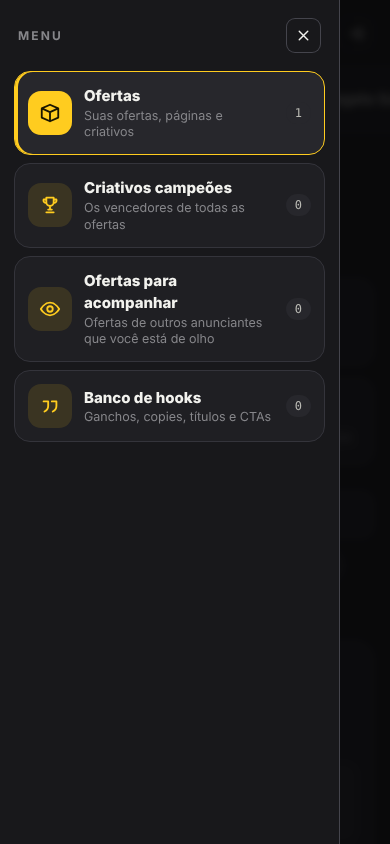 MENU
Ofertas
Suas ofertas, páginas e
criativos
1
Criativos campeões
Os vencedores de todas as
ofertas
0
Ofertas para
acompanhar
Ofertas de outros anunciantes
que você está de olho
0
Banco de hooks
Ganchos, copies, títulos e CTAs
0